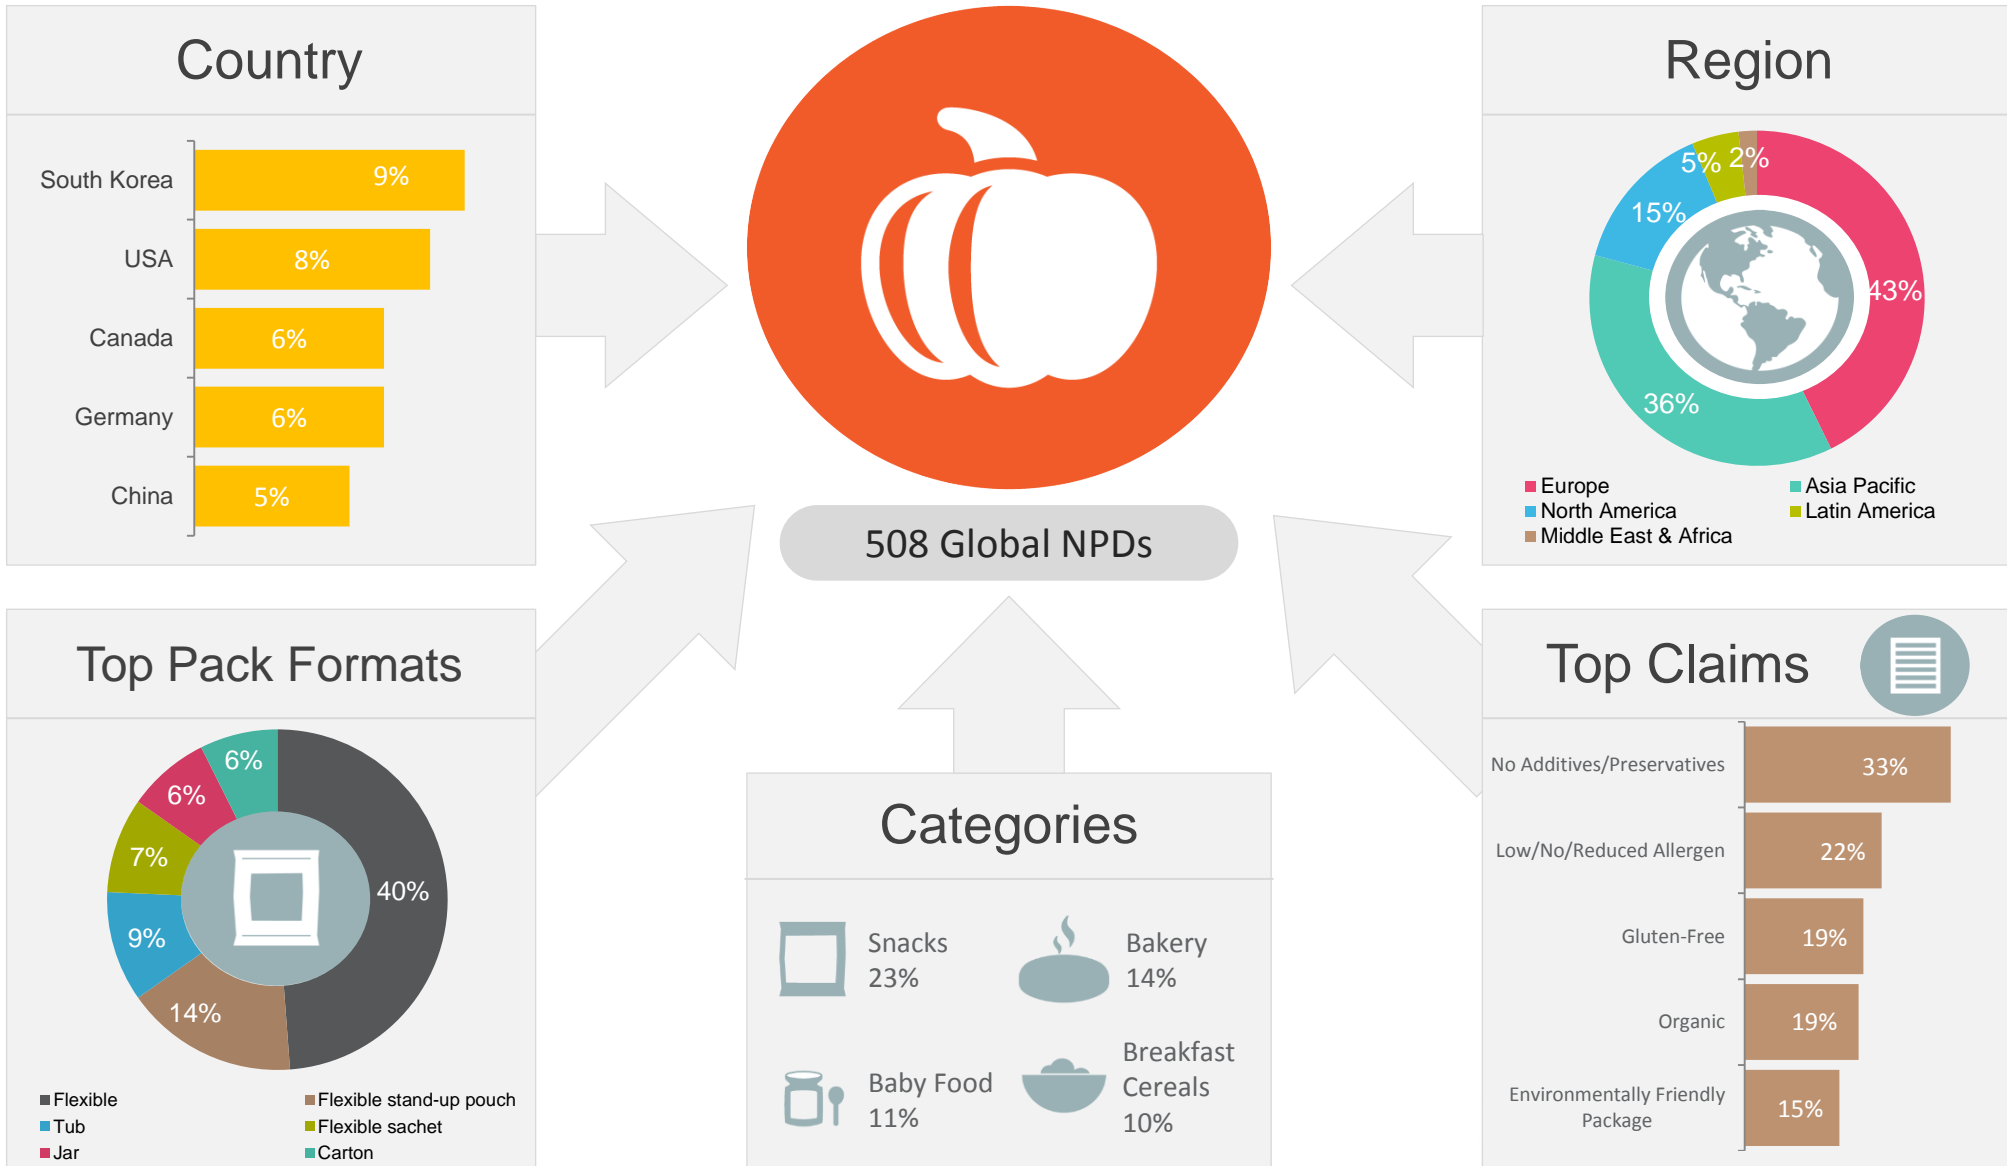 Country
South Korea
9%
USA
8%
Canada
6%
Germany
6%
China
5%
508 Global NPDs
Region
5%
2%
15%
43%
36%
Europe
Asia Pacific
North America
Latin America
Middle East & Africa
Top Pack Formats
6%
6%
7%
40%
9%
14%
Flexible
Flexible stand-up pouch
Tub
Flexible sachet
Jar
Carton
Categories
Snacks
23%
Bakery
14%
Baby Food
11%
Breakfast
Cereals
10%
Top Claims
No Additives/Preservatives
33%
Low/No/Reduced Allergen
22%
Gluten-Free
19%
Organic
19%
Environmentally Friendly
Package
15%